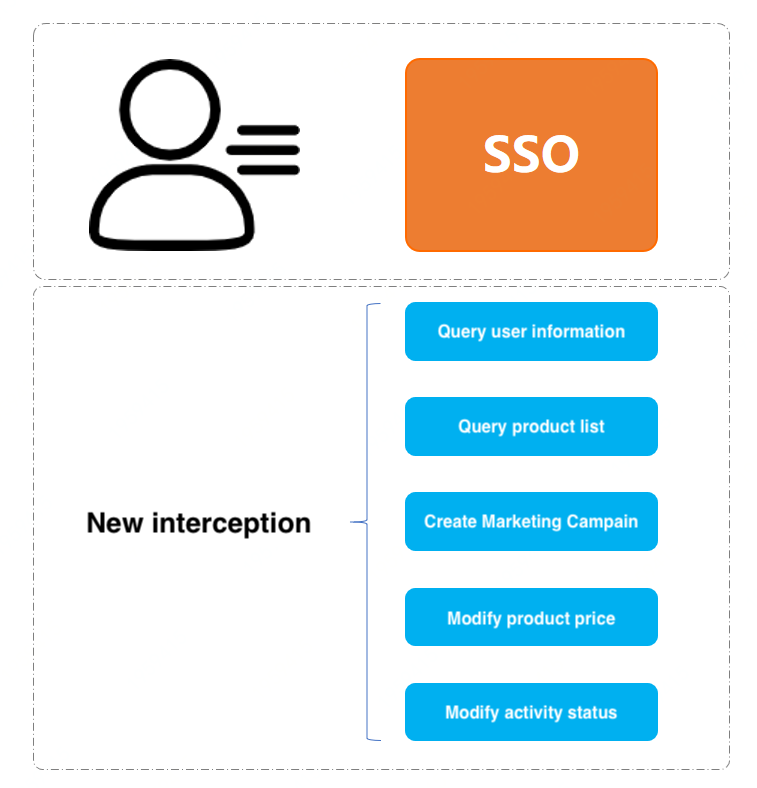 SSO
Query user information
Query product list
New interception
Create Marketing Campain
Modify product price
Modify activity status